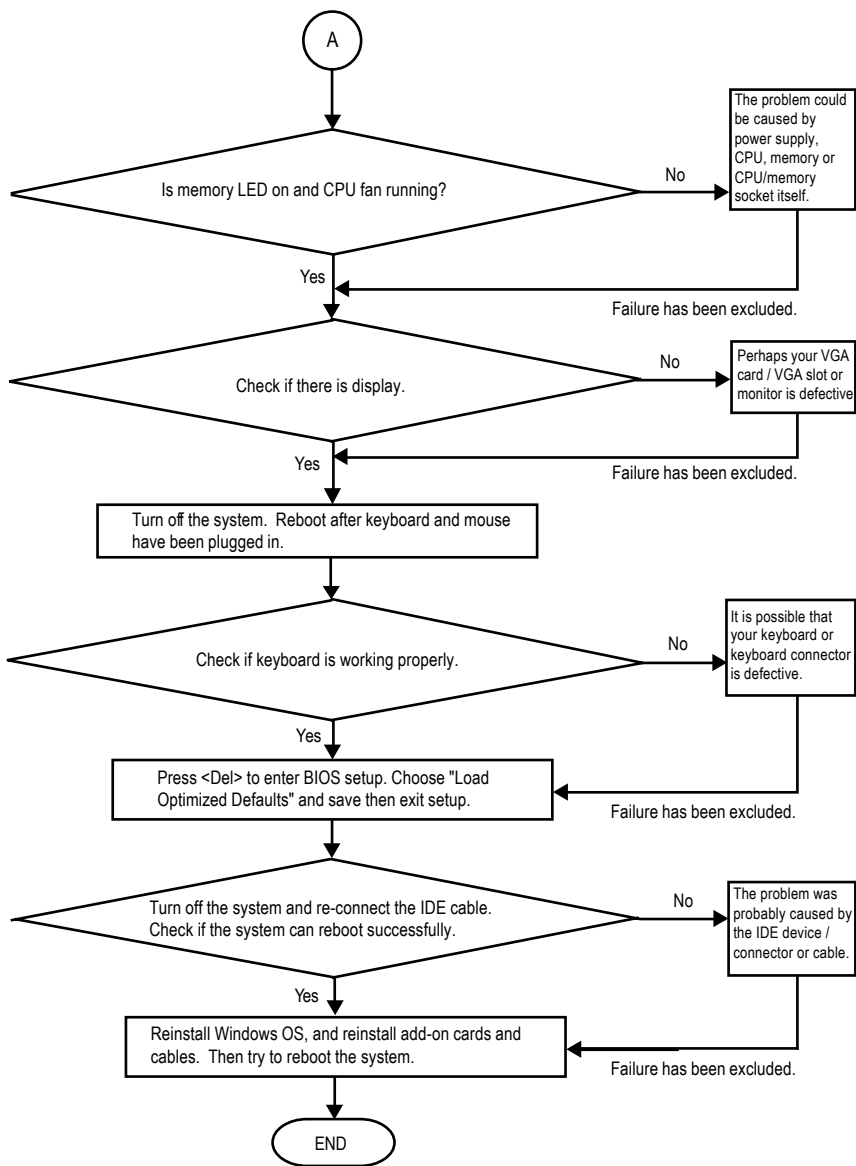 A
Is memory LED on and CPU fan running?
No
The problem could
be caused by
power supply,
CPU, memory or
CPU/memory
socket itself.
Yes
Failure has been excluded.
Check if there is display.
No
Perhaps your VGA
card / VGA slot or
monitor is defective
Yes
Failure has been excluded.
Turn off the system.  Reboot after keyboard and mouse
have been plugged in.
Check if keyboard is working properly.
No
It is possible that
your keyboard or
keyboard connector
is defective.
Yes
Press <Del> to enter BIOS setup. Choose "Load
Optimized Defaults" and save then exit setup.
Failure has been excluded.
Turn off the system and re-connect the IDE cable.
Check if the system can reboot successfully.
No
The problem was
probably caused by
the IDE device /
connector or cable.
Yes
Reinstall Windows OS, and reinstall add-on cards and
cables.  Then try to reboot the system.
Failure has been excluded.
END